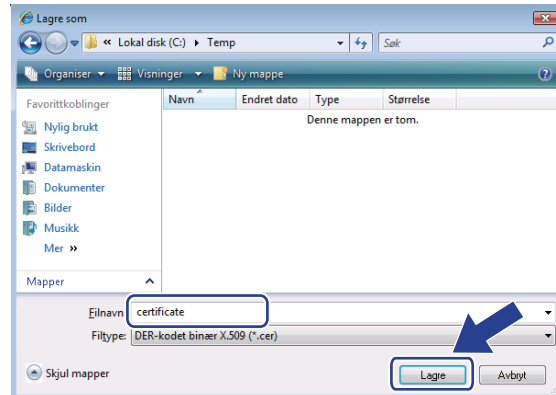 Lagre som
« Lokal disk (C:) Temp Søk
Organiser Visninger Ny mappe
Favorittkoblinger
Nylig brukt
Skrivebord
Datamaskin
Dokumenter
Bilder
Musikk
Mer »
Mapper
Navn Endret dato Type Størrelse
Denne mappen er tom.
Filnavn certificate
Filtype: DER-kodet binær X.509 (*.cer)
Skjul mapper Lagre Avbryt